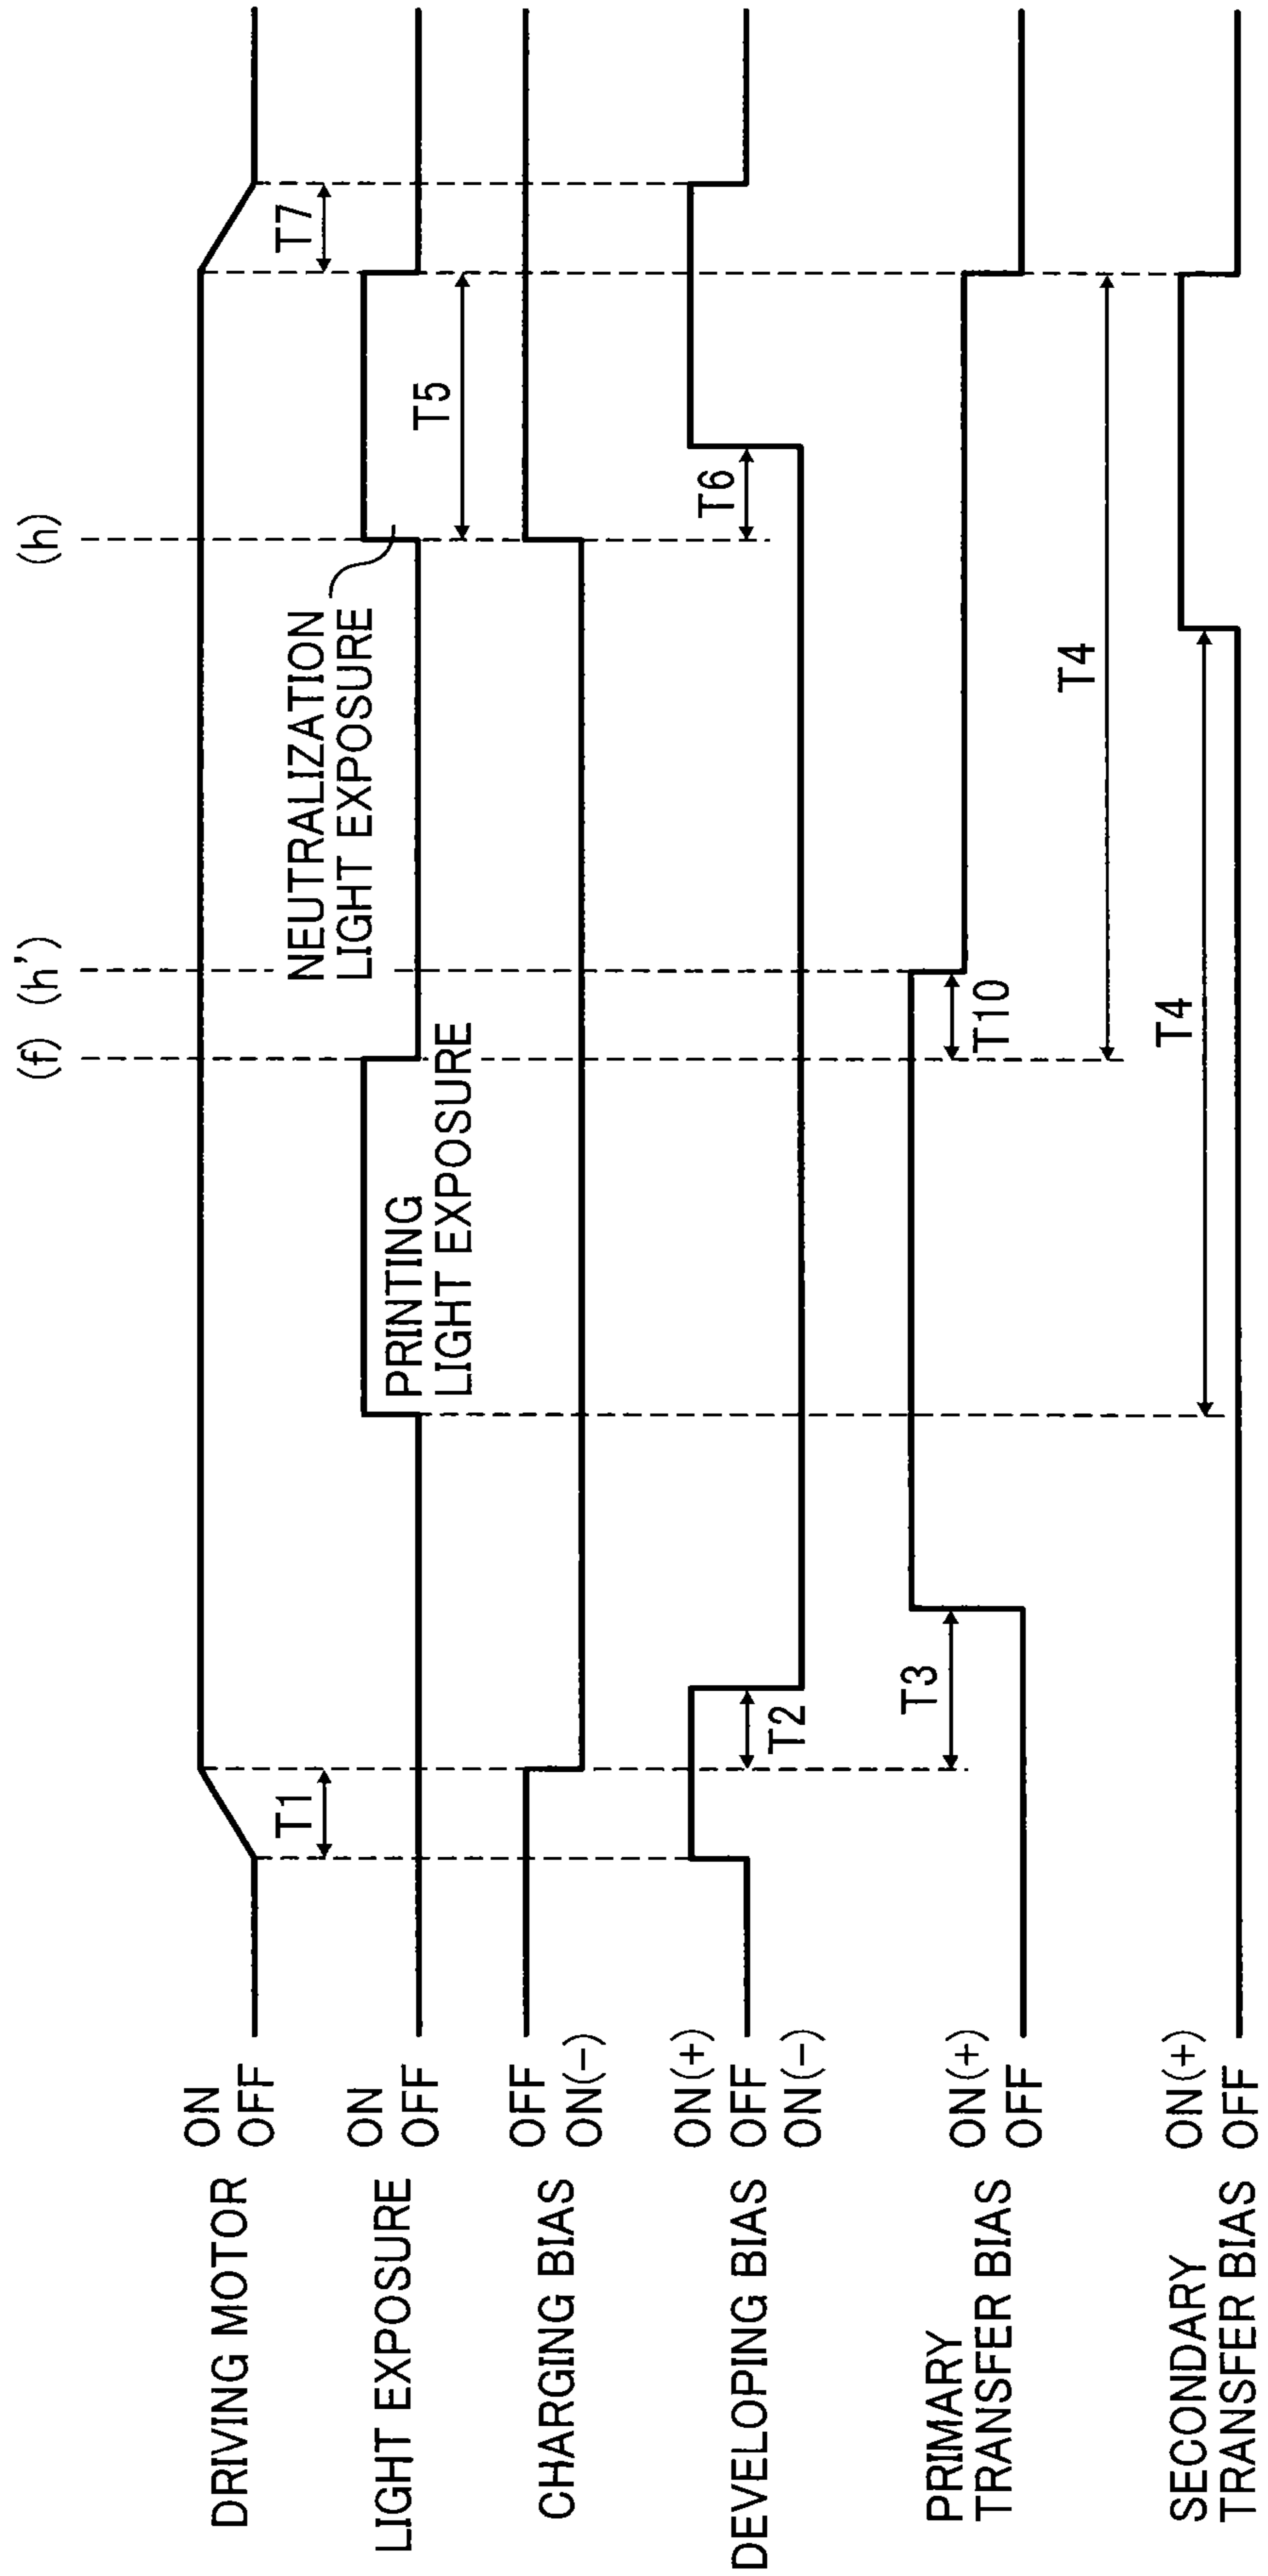 (f)
(h')
(h)
DRIVING MOTOR
ON
OFF
T1
T7
LIGHT EXPOSURE
ON
OFF
PRINTING
LIGHT EXPOSURE
NEUTRALIZATION
LIGHT EXPOSURE
T5
CHARGING BIAS
OFF
ON(−)
DEVELOPING BIAS
ON(+)
OFF
ON(−)
T2
T6
PRIMARY
TRANSFER BIAS
ON(+)
OFF
T3
T10
T4
SECONDARY
TRANSFER BIAS
ON(+)
OFF
T4